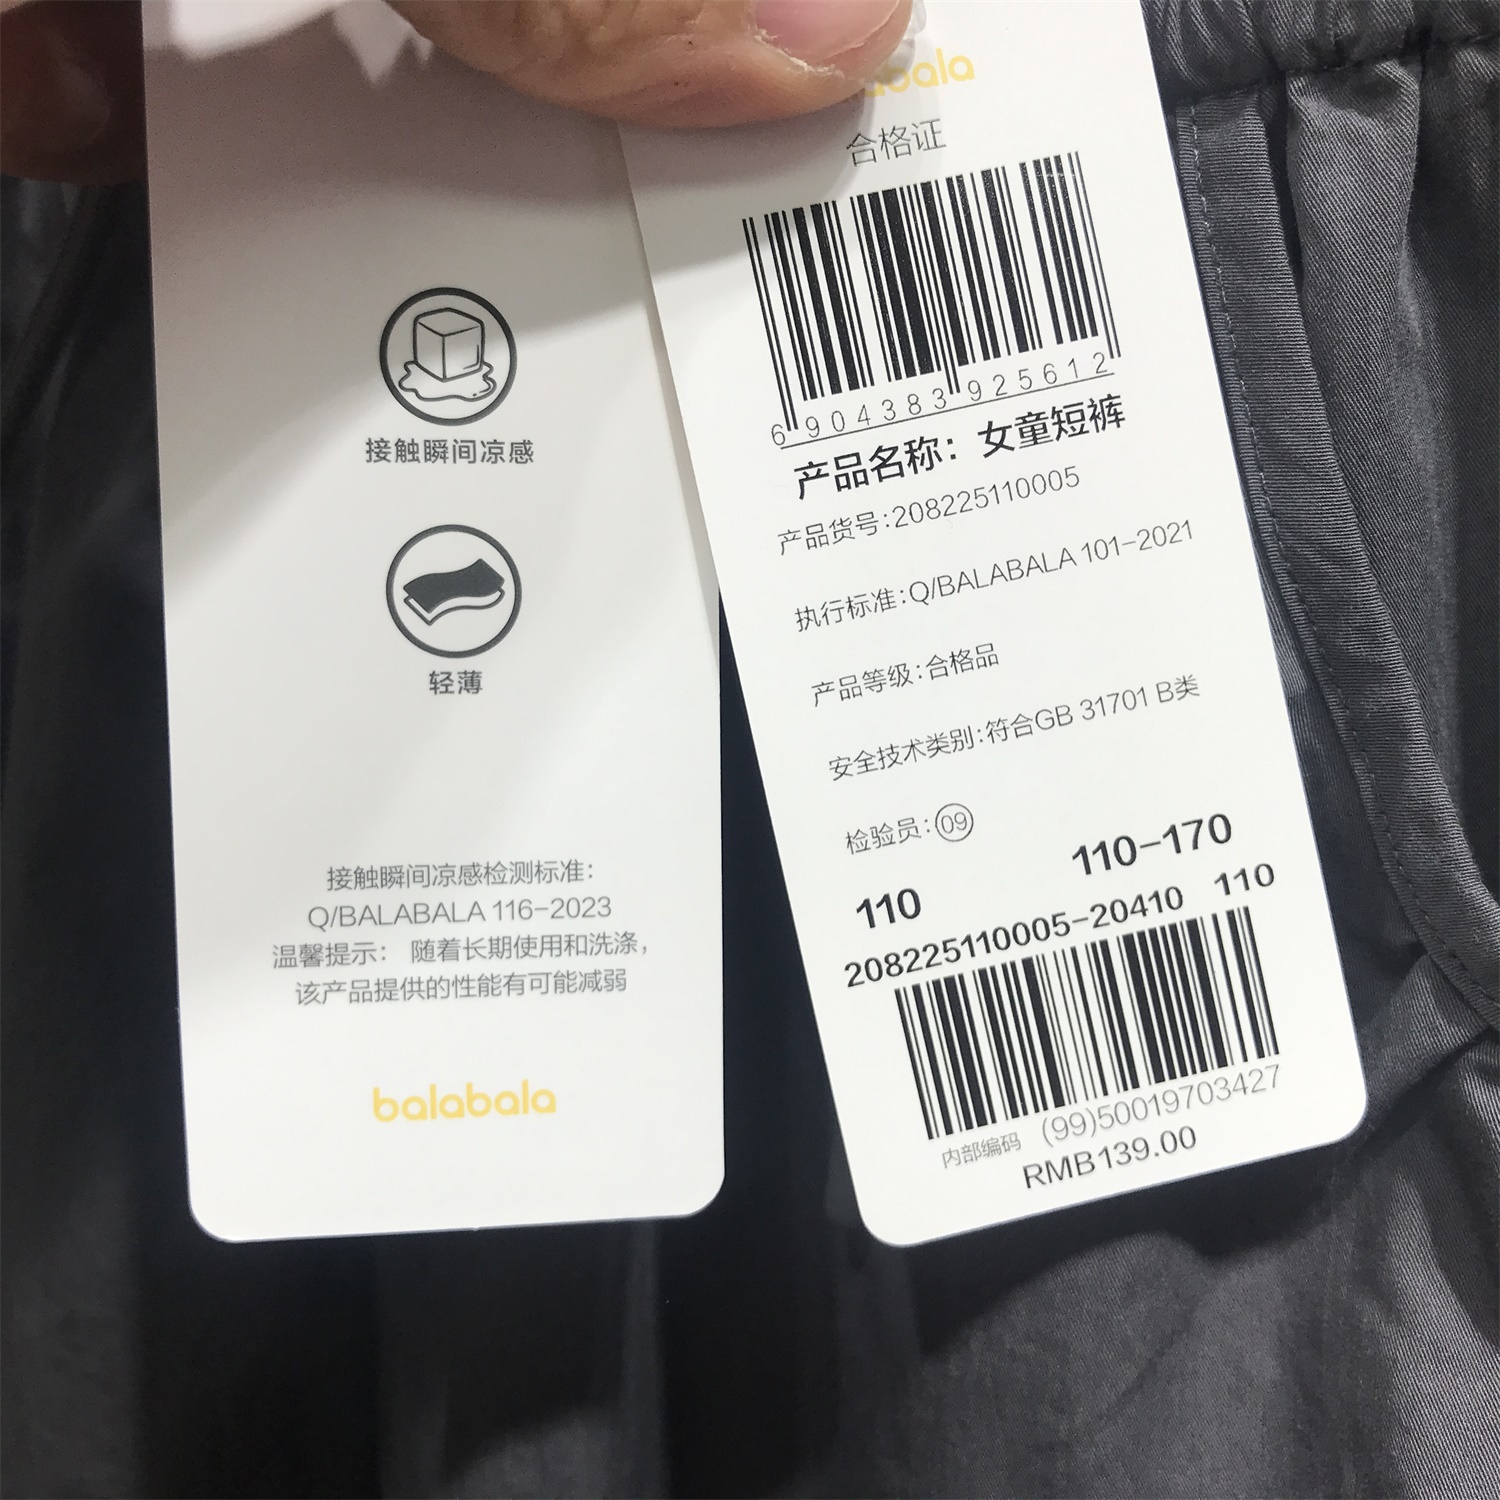 接触瞬间凉感
轻薄
接触瞬间凉感检测标准：
Q/BALABALA 116-2023
温馨提示： 随着长期使用和洗涤，
该产品提供的性能有可能减弱
balabala
abala
合格证
6904383925612
产品名称：女童短裤
产品货号:208225110005
执行标准:Q/BALABALA 101-2021
产品等级:合格品
安全技术类别:符合GB 31701 B类
检验员:09
110 110-170
208225110005-20410 110
内部编码 (99)50019703427
RMB139.00